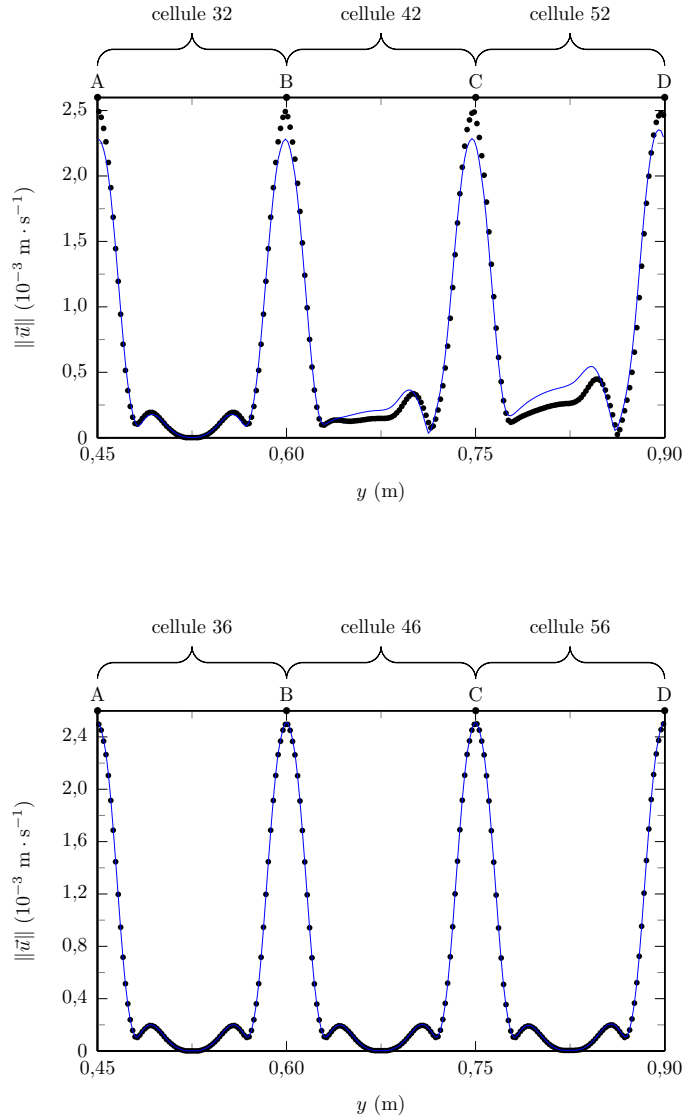 cellule 32 cellule 42 cellule 52
A B C D
2,5
2,0
1,5
1,0
0,5
0
‖u⃗‖ (10⁻³ m · s⁻¹)
0,45 0,60 0,75 0,90
y (m)
cellule 36 cellule 46 cellule 56
A B C D
2,4
2,0
1,6
1,2
0,8
0,4
0
‖u⃗‖ (10⁻³ m · s⁻¹)
0,45 0,60 0,75 0,90
y (m)